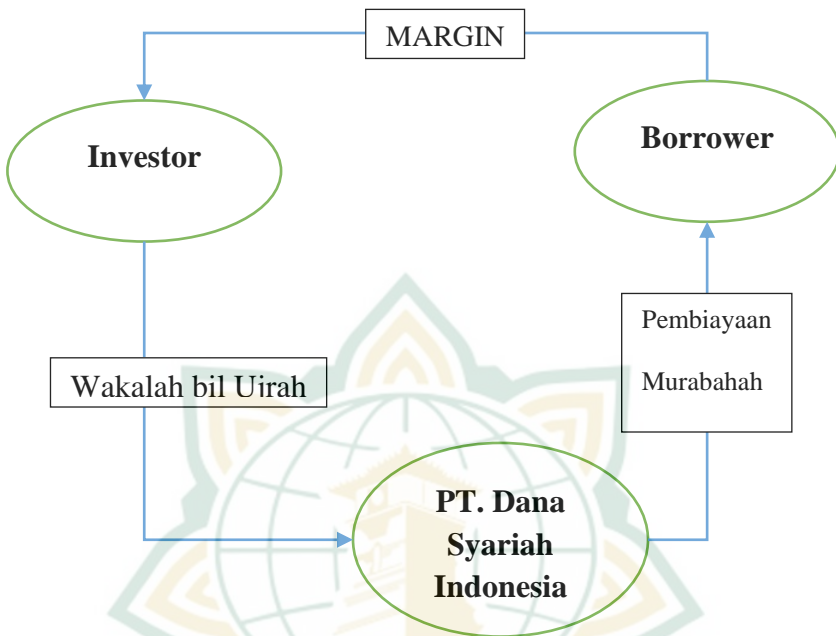 MARGIN
Investor
Borrower
Pembiayaan
Murabahah
Wakalah bil Uirah
PT. Dana
Syariah
Indonesia